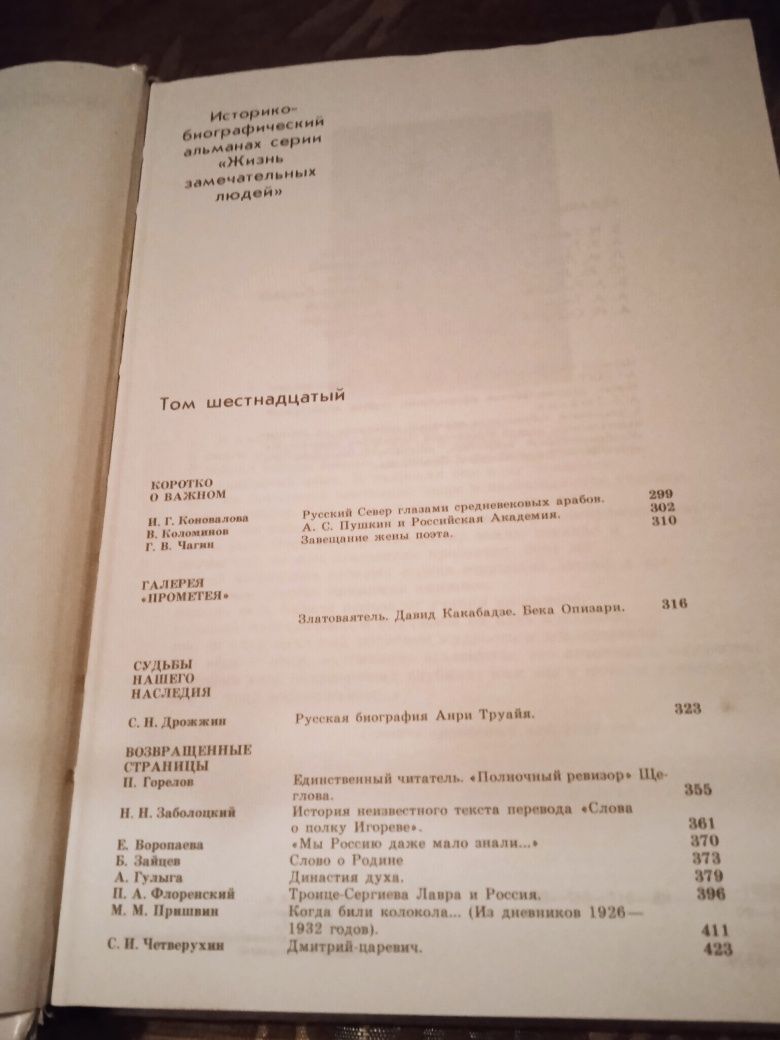 Историко-
биографический
альманах серии
«Жизнь
замечательных
людей»
Том шестнадцатый
КОРОТКО
О ВАЖНОМ
И. Г. Коновалова Русский Север глазами средневековых арабов. 299
В. Коломинов А. С. Пушкин и Российская Академия. 302
Г. В. Чагин Завещание жены поэта. 310
ГАЛЕРЕЯ
«ПРОМЕТЕЯ»
Златоваятель. Давид Какабадзе. Бека Опизари. 316
СУДЬБЫ
НАШЕГО
НАСЛЕДИЯ
С. Н. Дрожжин Русская биография Анри Труайя. 323
ВОЗВРАЩЕННЫЕ
СТРАНИЦЫ
П. Горелов Единственный читатель. «Полночный ревизор» Ще-
глова. 355
Н. Н. Заболоцкий История неизвестного текста перевода «Слова
о полку Игореве». 361
Е. Воропаева «Мы Россию даже мало знали...» 370
Б. Зайцев Слово о Родине 373
А. Гулыга Династия духа. 379
П. А. Флоренский Троице-Сергиева Лавра и Россия. 396
М. М. Пришвин Когда били колокола... (Из дневников 1926—
1932 годов). 411
С. И. Четверухин Дмитрий-царевич. 423